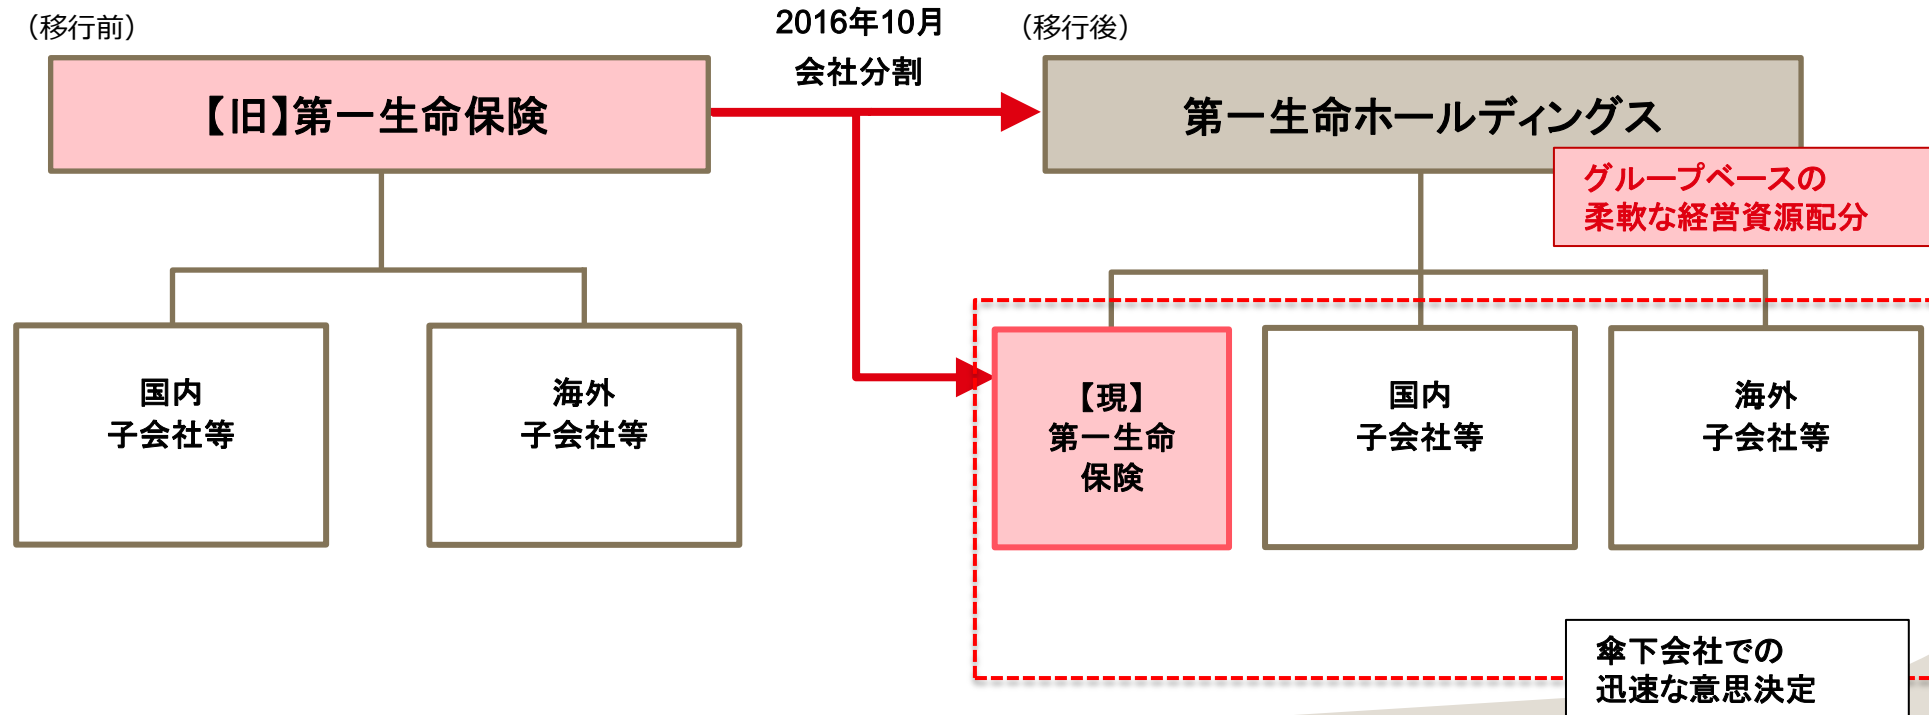 （移行前）
2016年10月
会社分割
（移行後）
【旧】第一生命保険
第一生命ホールディングス
グループベースの
柔軟な経営資源配分
国内
子会社等
海外
子会社等
【現】
第一生命
保険
国内
子会社等
海外
子会社等
傘下会社での
迅速な意思決定